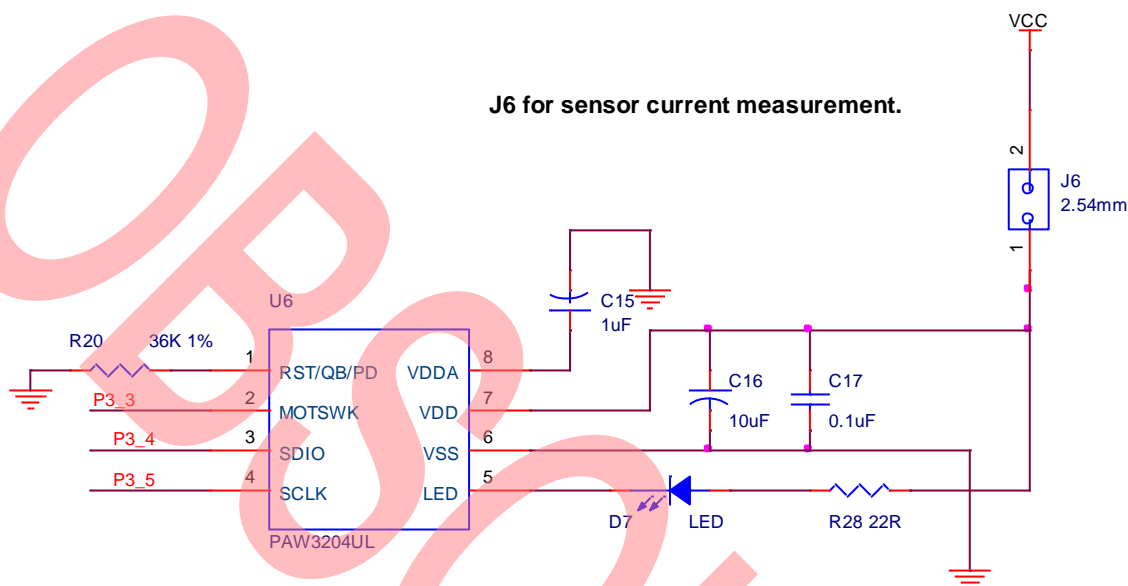 VCC
J6 for sensor current measurement.
2
J6
2.54mm
1
U6
C15
1uF
R20 36K 1%
1 RST/QB/PD VDDA 8
C16
10uF
C17
0.1uF
P3_3 2 MOTSWK VDD 7
P3_4 3 SDIO VSS 6
P3_5 4 SCLK LED 5
D7 LED R28 22R
PAW3204UL
OBSO